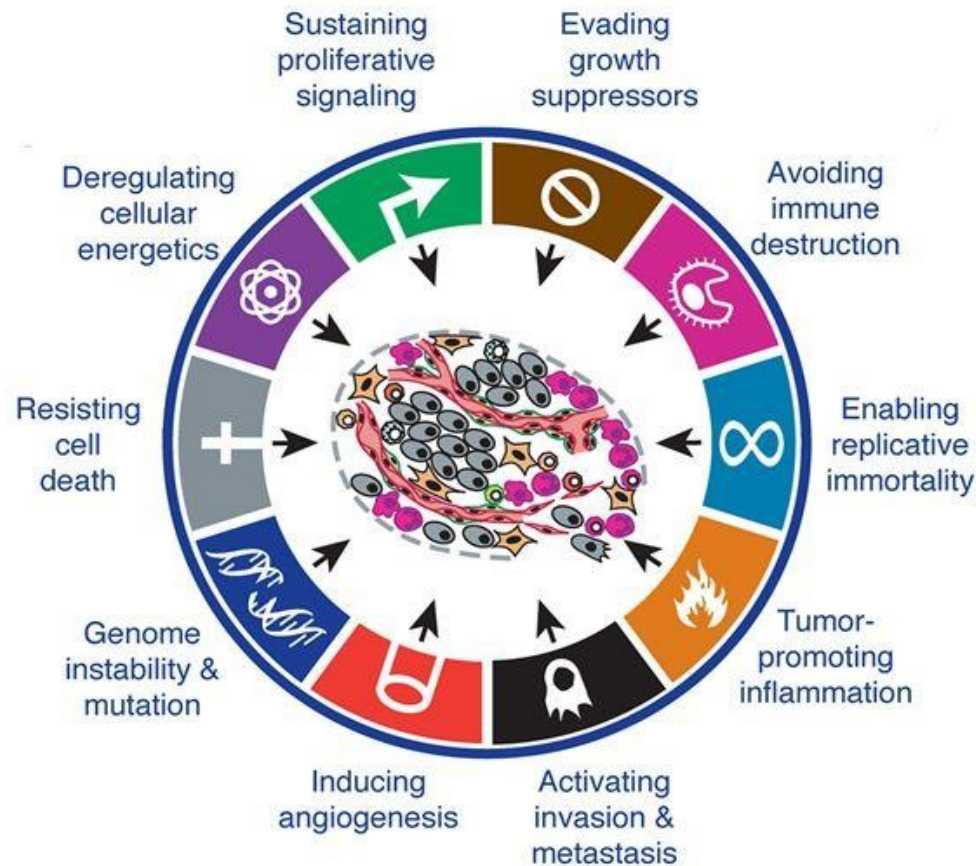 Sustaining
proliferative
signaling
Evading
growth
suppressors
Avoiding
immune
destruction
Enabling
replicative
immortality
Tumor-
promoting
inflammation
Activating
invasion &
metastasis
Inducing
angiogenesis
Genome
instability &
mutation
Resisting
cell
death
Deregulating
cellular
energetics